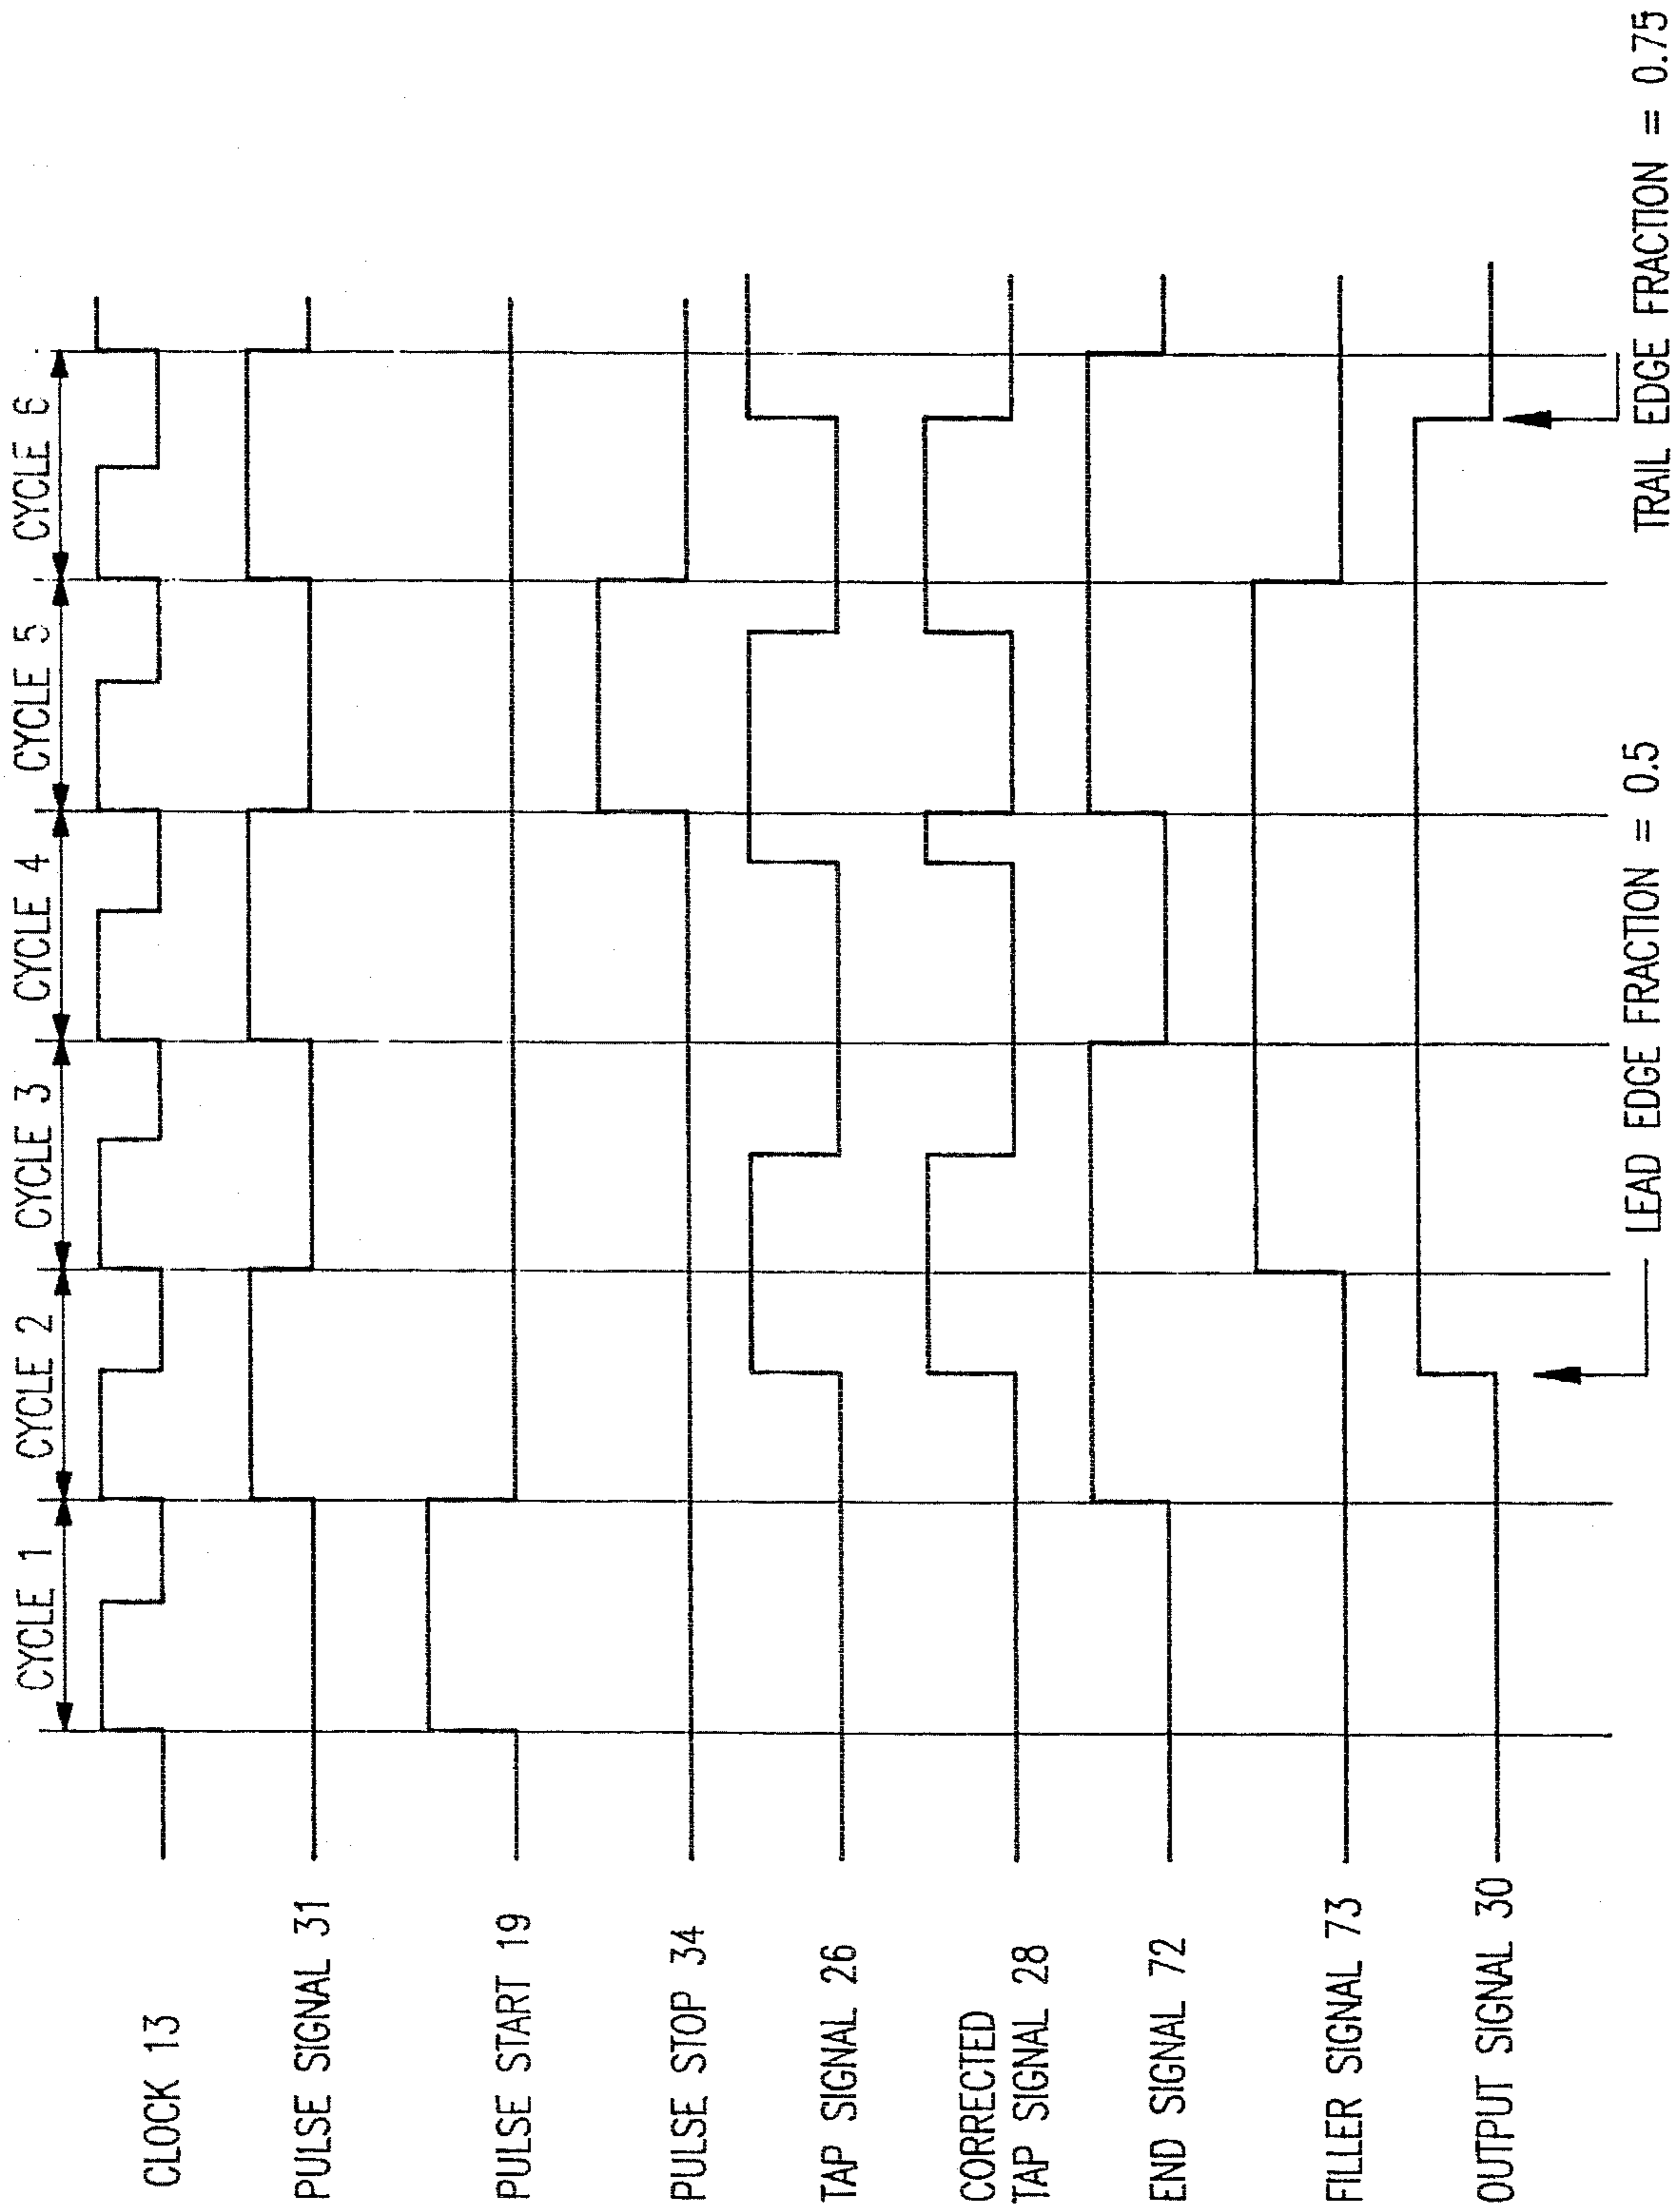 CYCLE 1
CYCLE 2
CYCLE 3
CYCLE 4
CYCLE 5
CYCLE 6
CLOCK 13
PULSE SIGNAL 31
PULSE START 19
PULSE STOP 34
TAP SIGNAL 26
CORRECTED
TAP SIGNAL 28
END SIGNAL 72
FILLER SIGNAL 73
OUTPUT SIGNAL 30
LEAD EDGE FRACTION = 0.5
TRAIL EDGE FRACTION = 0.75